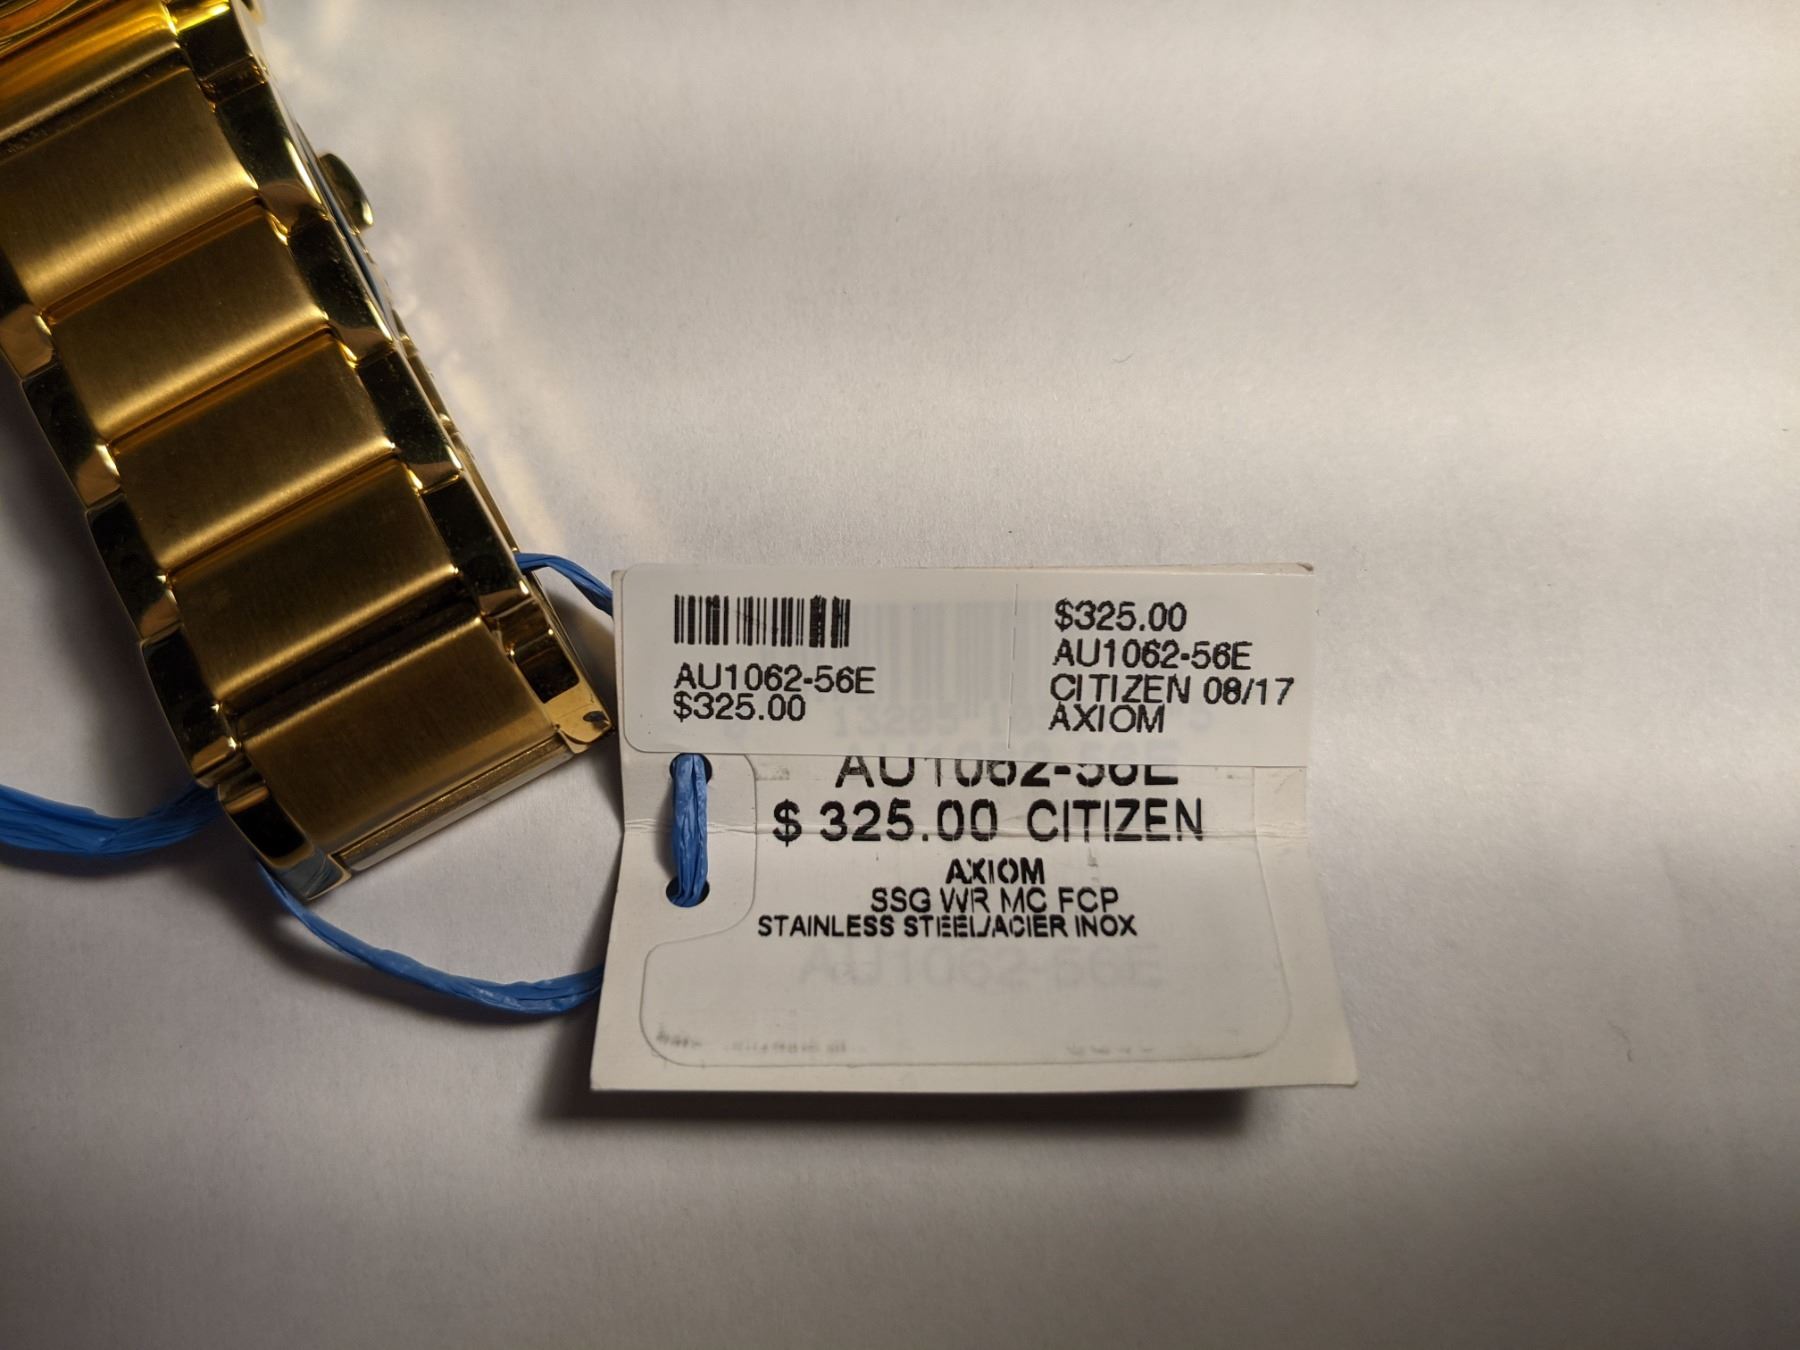 AU1062-56E
$325.00
$325.00
AU1062-56E
CITIZEN 08/17
AXIOM
AU1062-56E
$ 325.00 CITIZEN
AXIOM
SSG WR MC FCP
STAINLESS STEEL/ACIER INOX
AU1062-56E